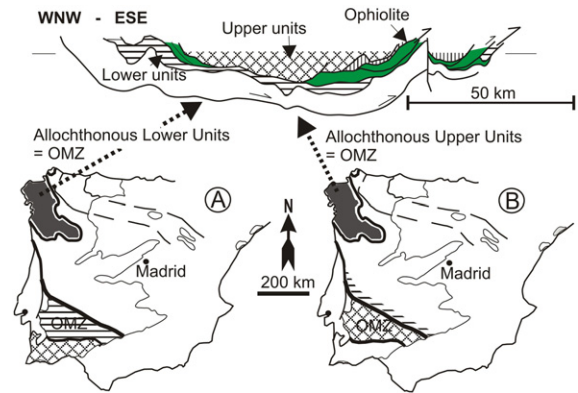 WNW - ESE
Upper units
Ophiolite
Lower units
50 km
Allochthonous Lower Units
= OMZ
Allochthonous Upper Units
= OMZ
A
N
B
Madrid
200 km
Madrid
OMZ
OMZ